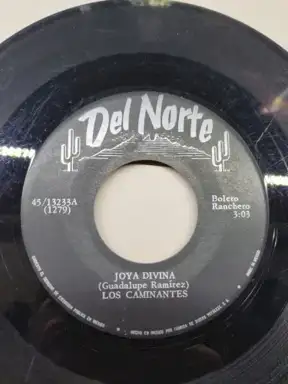 Del Norte
45/13233A
(1279)
Bolero
Ranchero
3:03
JOYA DIVINA
(Guadalupe Ramirez)
LOS CAMINANTES